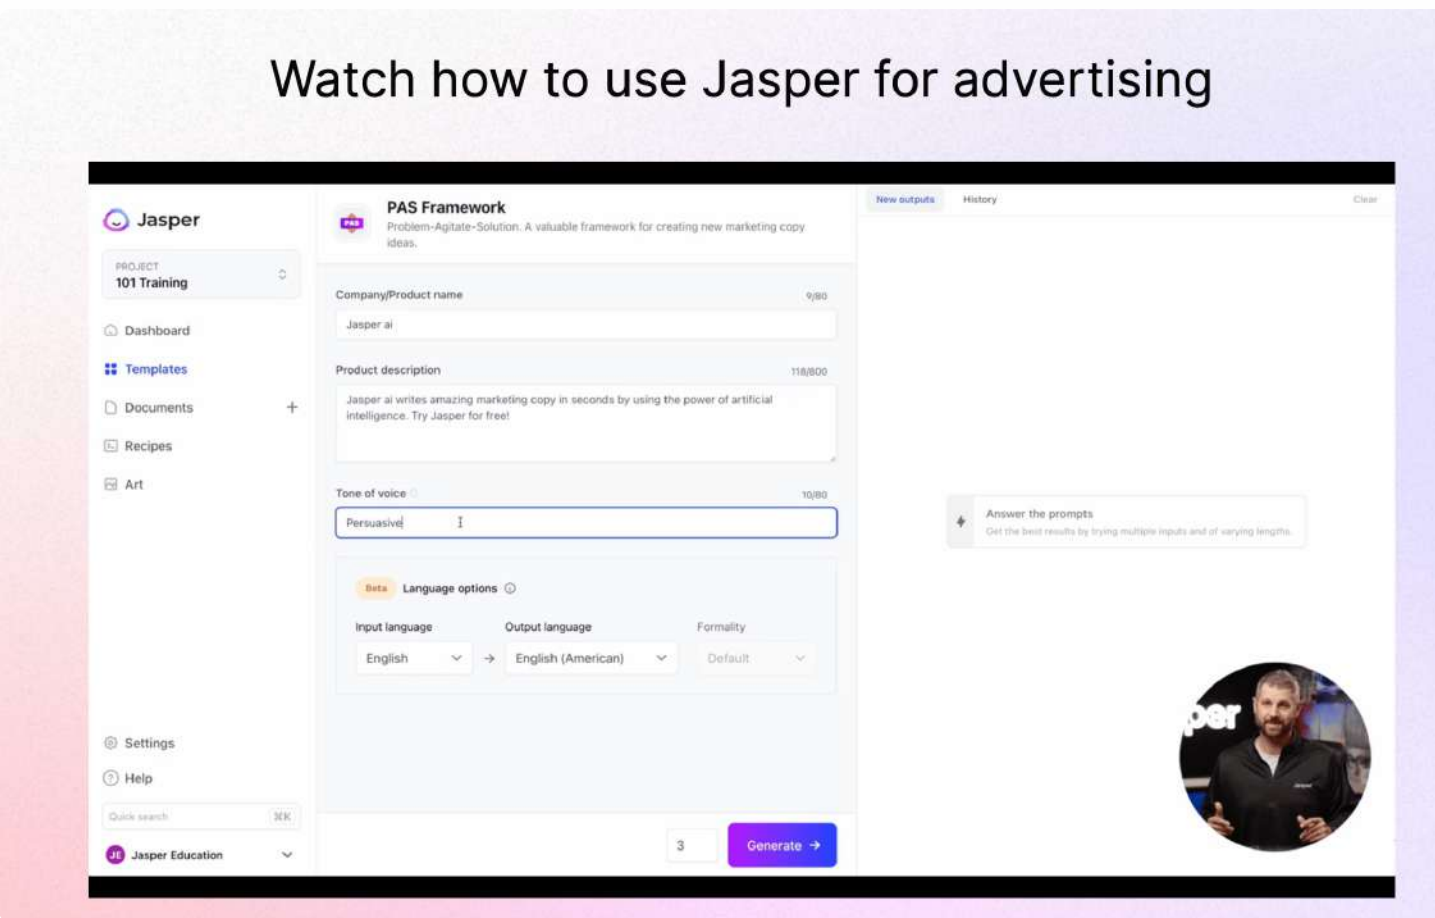 Watch how to use Jasper for advertising
Jasper
PROJECT
101 Training
Dashboard
Templates
Documents
Recipes
Art
Settings
Help
Quick search
⌘K
JE
Jasper Education
PAS
PAS Framework
Problem-Agitate-Solution. A valuable framework for creating new marketing copy
ideas.
Company/Product name
9/80
Jasper ai
Product description
118/800
Jasper ai writes amazing marketing copy in seconds by using the power of artificial
intelligence. Try Jasper for free!
Tone of voice
10/80
Persuasive
Beta
Language options
Input language
Output language
Formality
English
→
English (American)
Default
3
Generate →
New outputs
History
Clear
Answer the prompts
Get the best results by trying multiple inputs and of varying lengths.
per
Jasper